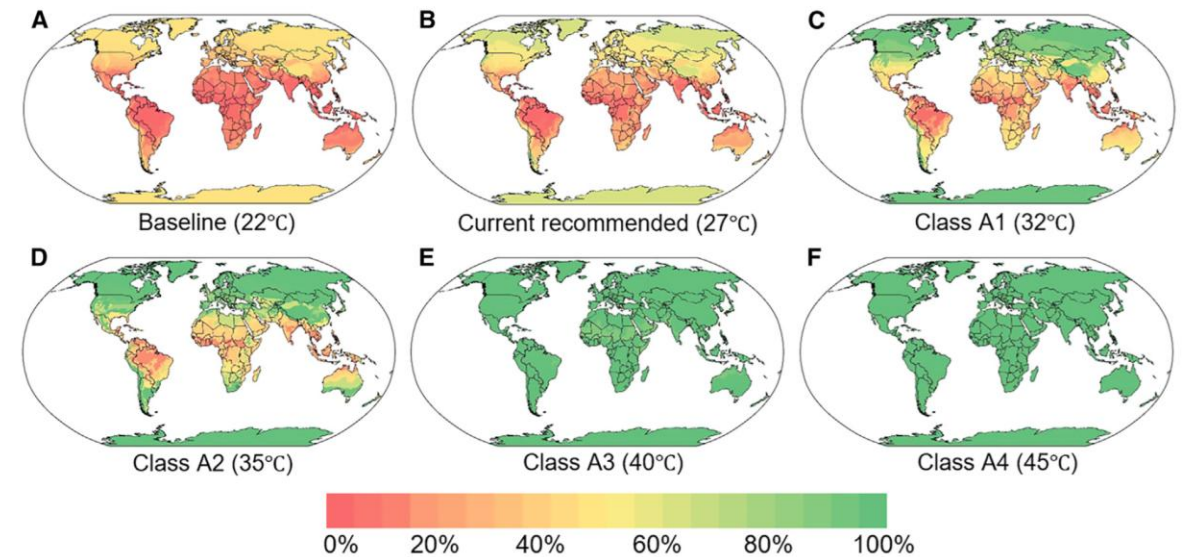 A
B
C
Baseline (22℃)
Current recommended (27℃)
Class A1 (32℃)
D
E
F
Class A2 (35℃)
Class A3 (40℃)
Class A4 (45℃)
0% 20% 40% 60% 80% 100%